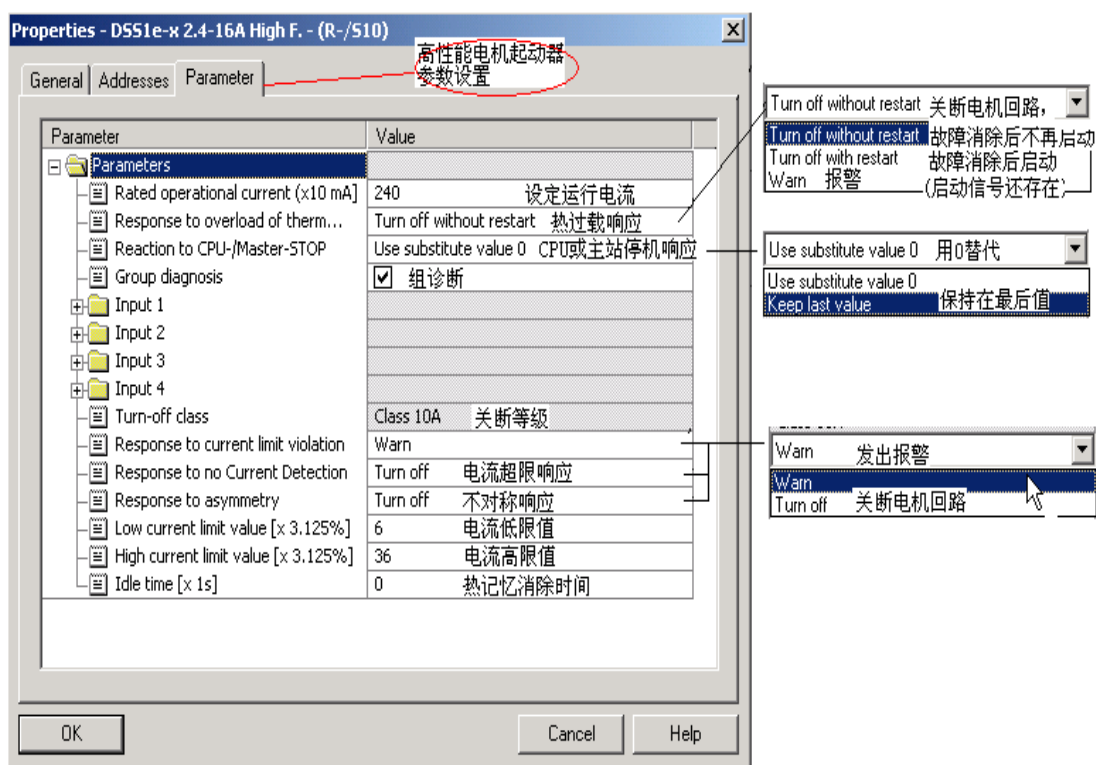 Properties - DSS1e-x 2.4-16A High F. - (R-/S10)
高性能电机起动器
参数设置
General Addresses Parameter
Parameter Value
Parameters
Rated operational current (x10 mA) 240 设定运行电流
Response to overload of therm... Turn off without restart 热过载响应
Reaction to CPU-/Master-STOP Use substitute value 0 CPU或主站停机响应
Group diagnosis 组诊断
Input 1
Input 2
Input 3
Input 4
Turn-off class Class 10A 关断等级
Response to current limit violation Warn
Response to no Current Detection Turn off 电流超限响应
Response to asymmetry Turn off 不对称响应
Low current limit value [x 3.125%] 6 电流低限值
High current limit value [x 3.125%] 36 电流高限值
Idle time [x 1s] 0 热记忆消除时间
OK Cancel Help
Turn off without restart 关断电机回路，
Turn off without restart 故障消除后不再启动
Turn off with restart 故障消除后启动
Warn 报警 (启动信号还存在)
Use substitute value 0 用0替代
Use substitute value 0
Keep last value 保持在最后值
Warn 发出报警
Warn
Turn off 关断电机回路